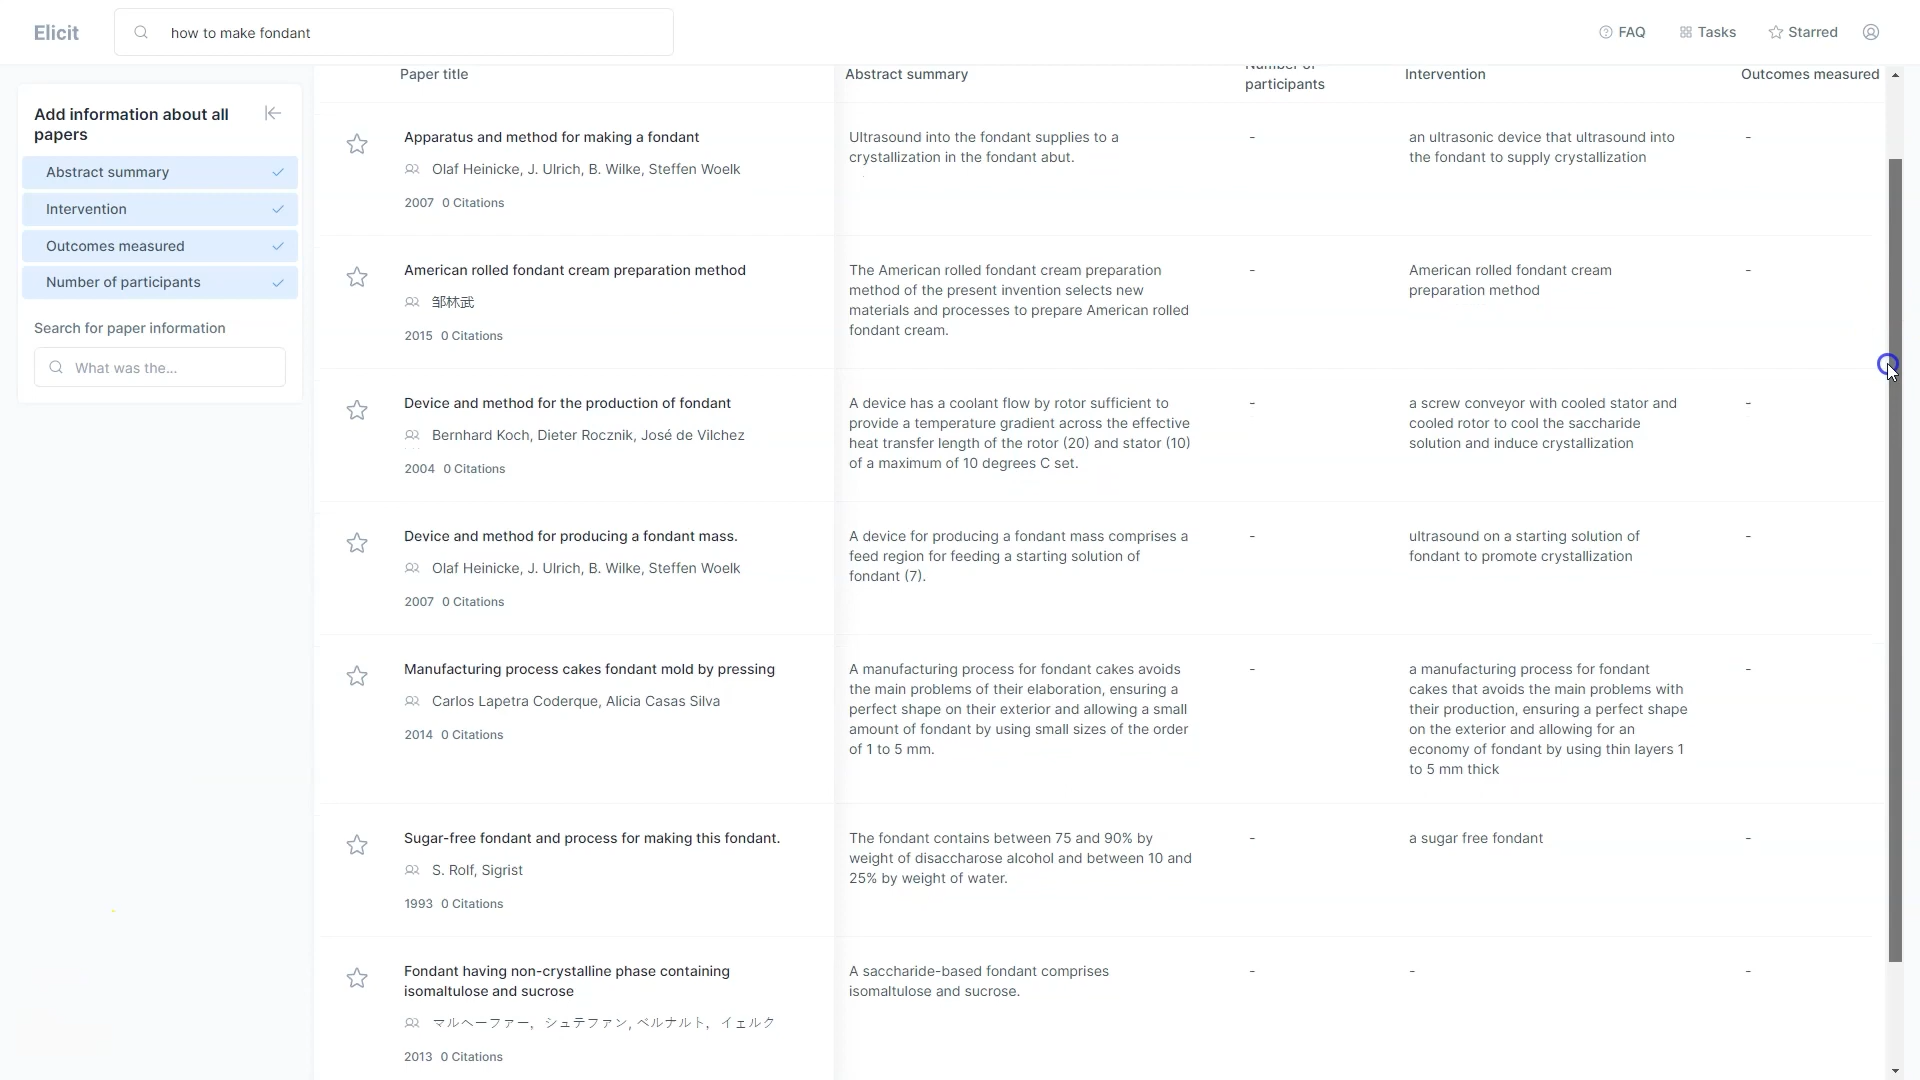 Elicit
how to make fondant
FAQ
Tasks
Starred
Add information about all
papers
Abstract summary
Intervention
Outcomes measured
Number of participants
Search for paper information
What was the...
Paper title
Abstract summary
Number of
participants
Intervention
Outcomes measured
Apparatus and method for making a fondant
Olaf Heinicke, J. Ulrich, B. Wilke, Steffen Woelk
2007 0 Citations
Ultrasound into the fondant supplies to a
crystallization in the fondant abut.
-
an ultrasonic device that ultrasound into
the fondant to supply crystallization
-
American rolled fondant cream preparation method
邹林武
2015 0 Citations
The American rolled fondant cream preparation
method of the present invention selects new
materials and processes to prepare American rolled
fondant cream.
-
American rolled fondant cream
preparation method
-
Device and method for the production of fondant
Bernhard Koch, Dieter Rocznik, José de Vilchez
2004 0 Citations
A device has a coolant flow by rotor sufficient to
provide a temperature gradient across the effective
heat transfer length of the rotor (20) and stator (10)
of a maximum of 10 degrees C set.
-
a screw conveyor with cooled stator and
cooled rotor to cool the saccharide
solution and induce crystallization
-
Device and method for producing a fondant mass.
Olaf Heinicke, J. Ulrich, B. Wilke, Steffen Woelk
2007 0 Citations
A device for producing a fondant mass comprises a
feed region for feeding a starting solution of
fondant (7).
-
ultrasound on a starting solution of
fondant to promote crystallization
-
Manufacturing process cakes fondant mold by pressing
Carlos Lapetra Coderque, Alicia Casas Silva
2014 0 Citations
A manufacturing process for fondant cakes avoids
the main problems of their elaboration, ensuring a
perfect shape on their exterior and allowing a small
amount of fondant by using small sizes of the order
of 1 to 5 mm.
-
a manufacturing process for fondant
cakes that avoids the main problems with
their production, ensuring a perfect shape
on the exterior and allowing for an
economy of fondant by using thin layers 1
to 5 mm thick
-
Sugar-free fondant and process for making this fondant.
S. Rolf, Sigrist
1993 0 Citations
The fondant contains between 75 and 90% by
weight of disaccharose alcohol and between 10 and
25% by weight of water.
-
a sugar free fondant
-
Fondant having non-crystalline phase containing
isomaltulose and sucrose
マルヘーファー, シュテファン, ベルナルト, イェルク
2013 0 Citations
A saccharide-based fondant comprises
isomaltulose and sucrose.
-
-
-